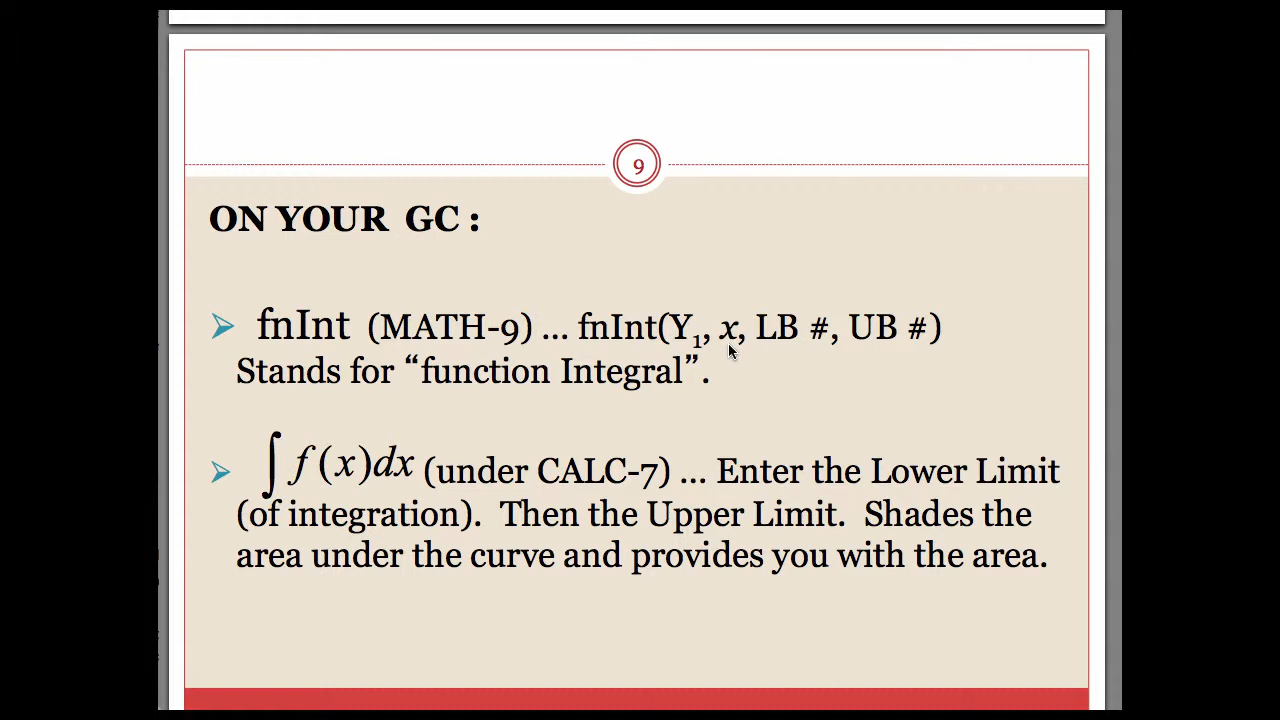 9
ON YOUR GC :
➢ fnInt (MATH-9) … fnInt(Y₁, x, LB #, UB #)
Stands for “function Integral”.
➢ ∫ f(x)dx (under CALC-7) … Enter the Lower Limit
(of integration). Then the Upper Limit. Shades the
area under the curve and provides you with the area.